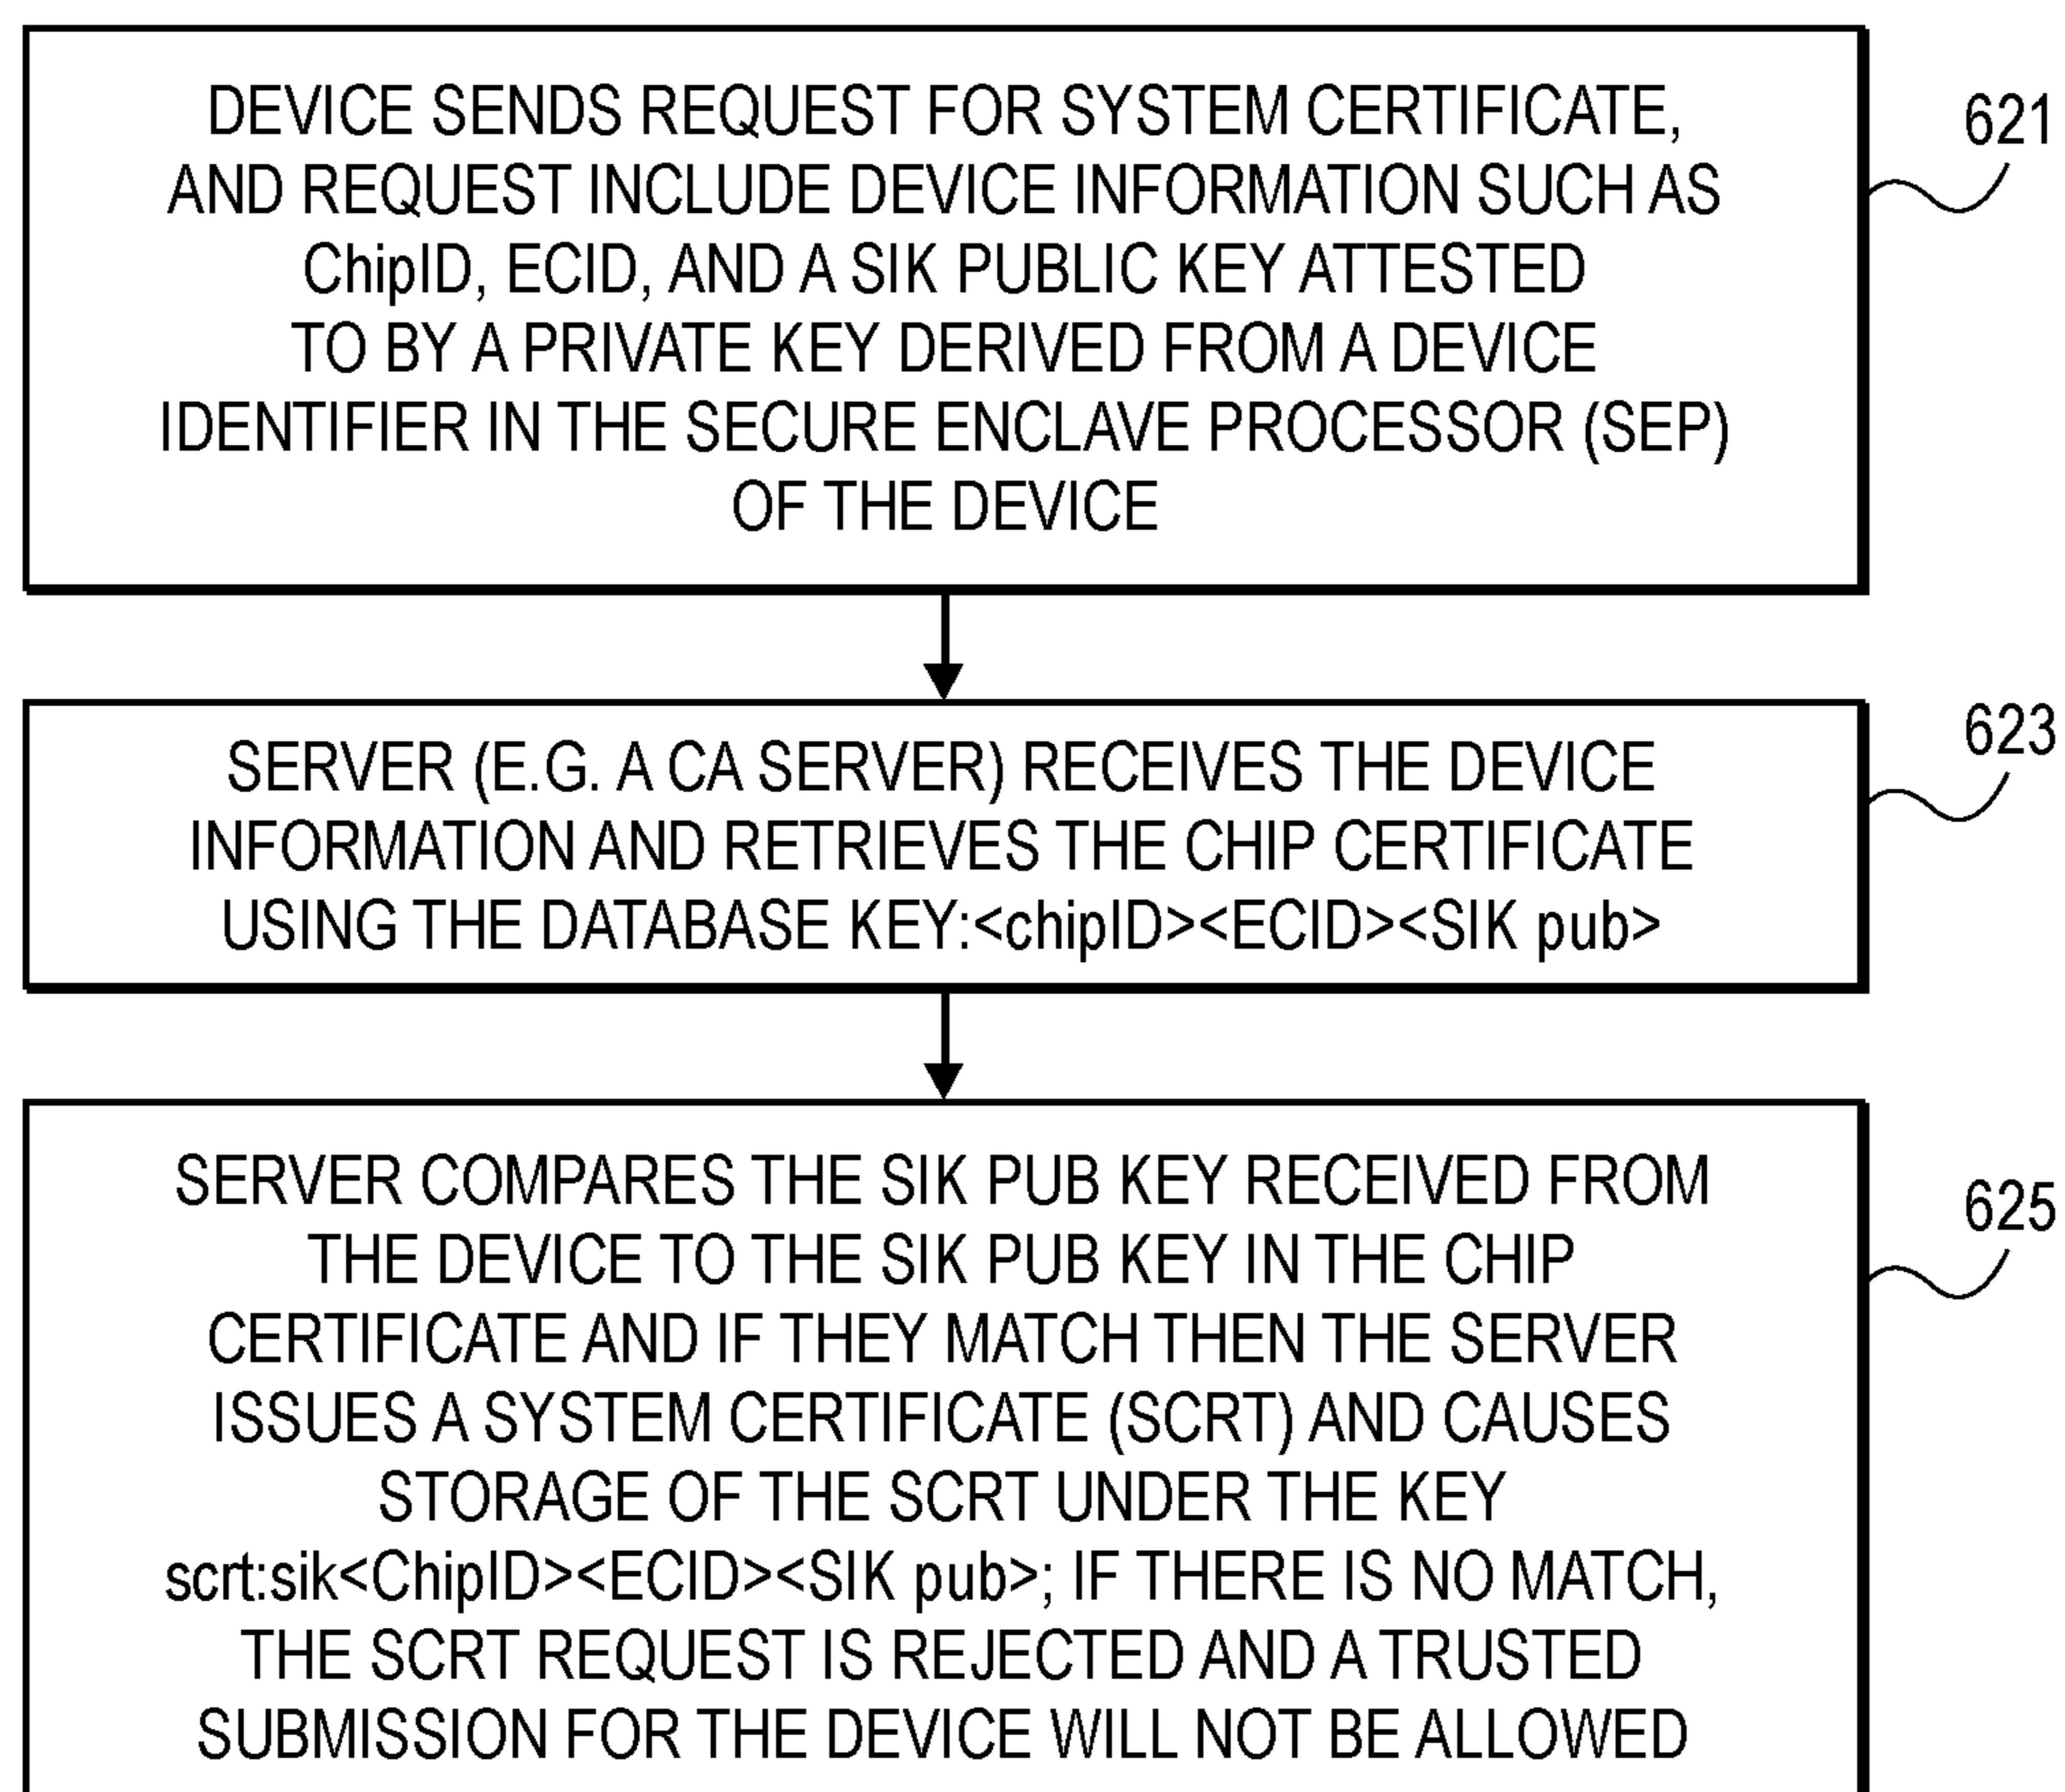 DEVICE SENDS REQUEST FOR SYSTEM CERTIFICATE,
AND REQUEST INCLUDE DEVICE INFORMATION SUCH AS
ChipID, ECID, AND A SIK PUBLIC KEY ATTESTED
TO BY A PRIVATE KEY DERIVED FROM A DEVICE
IDENTIFIER IN THE SECURE ENCLAVE PROCESSOR (SEP)
OF THE DEVICE
621
SERVER (E.G. A CA SERVER) RECEIVES THE DEVICE
INFORMATION AND RETRIEVES THE CHIP CERTIFICATE
USING THE DATABASE KEY:<chipID><ECID><SIK pub>
623
SERVER COMPARES THE SIK PUB KEY RECEIVED FROM
THE DEVICE TO THE SIK PUB KEY IN THE CHIP
CERTIFICATE AND IF THEY MATCH THEN THE SERVER
ISSUES A SYSTEM CERTIFICATE (SCRT) AND CAUSES
STORAGE OF THE SCRT UNDER THE KEY
scrt:sik<ChipID><ECID><SIK pub>; IF THERE IS NO MATCH,
THE SCRT REQUEST IS REJECTED AND A TRUSTED
SUBMISSION FOR THE DEVICE WILL NOT BE ALLOWED
625